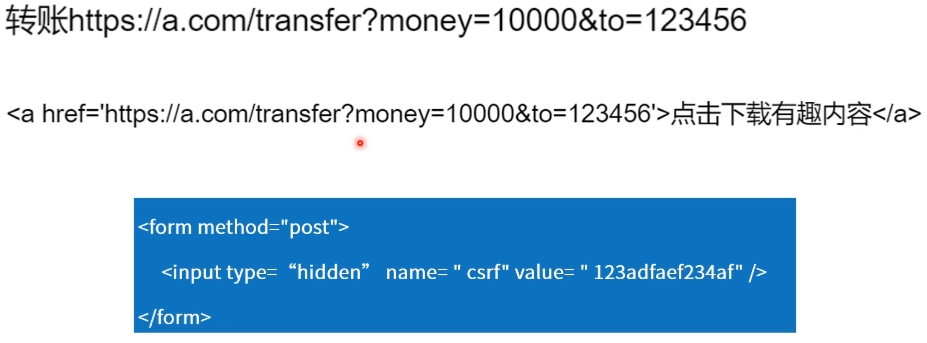 转账https://a.com/transfer?money=10000&to=123456
<a href='https://a.com/transfer?money=10000&to=123456'>点击下载有趣内容</a>
<form method="post">
<input type=“hidden” name= " csrf" value= " 123adfaef234af" />
</form>